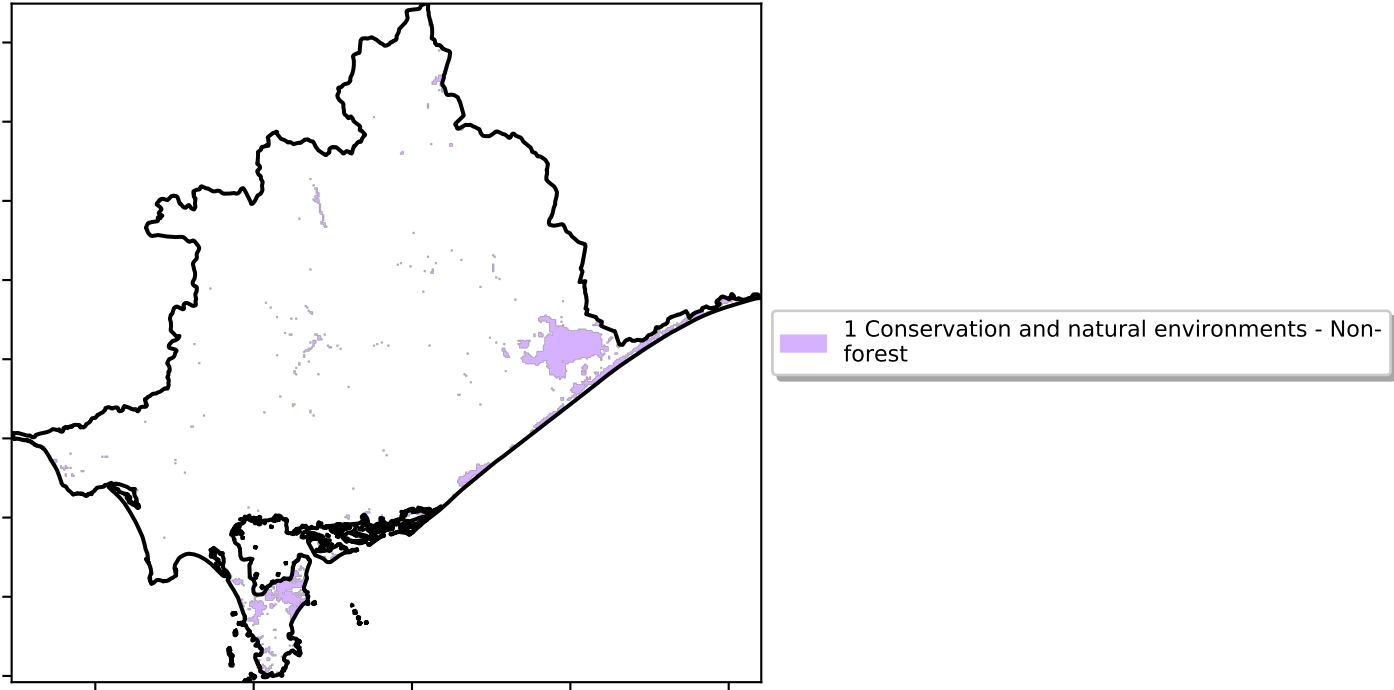 1 Conservation and natural environments - Non-
forest